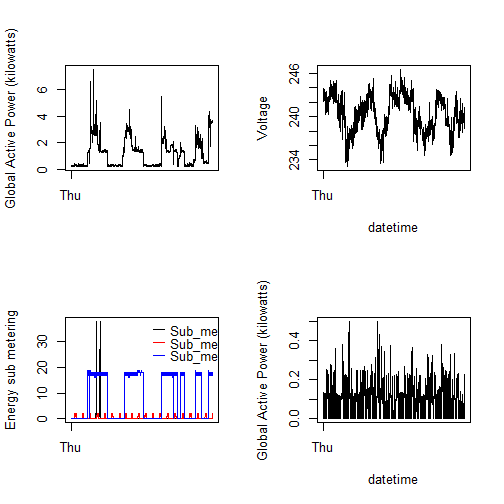 Global Active Power (kilowatts)
0 2 4 6
Thu
Voltage
234 240 246
Thu
datetime
Energy sub metering
0 10 20 30
Sub_me
Sub_me
Sub_me
Thu
Global Active Power (kilowatts)
0.0 0.2 0.4
Thu
datetime